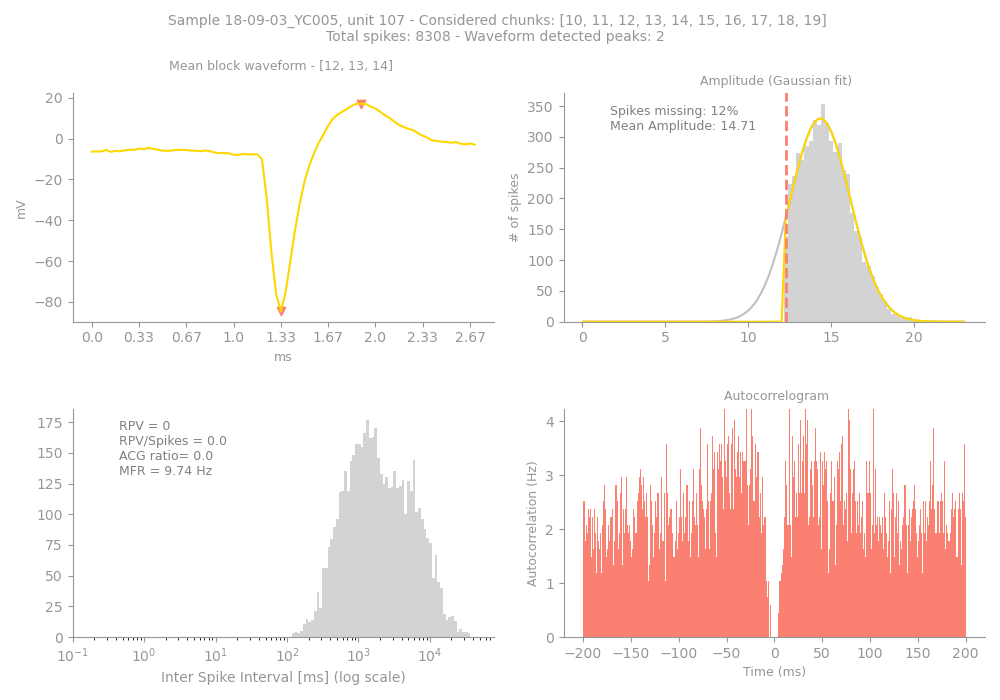 Sample 18-09-03_YC005, unit 107 - Considered chunks: [10, 11, 12, 13, 14, 15, 16, 17, 18, 19]
Total spikes: 8308 - Waveform detected peaks: 2
Mean block waveform - [12, 13, 14]
20
0
−20
−40
−60
−80
mV
0.0 0.33 0.67 1.0 1.33 1.67 2.0 2.33 2.67
ms
Amplitude (Gaussian fit)
Spikes missing: 12%
Mean Amplitude: 14.71
350
300
250
200
150
100
50
0
# of spikes
0 5 10 15 20
RPV = 0
RPV/Spikes = 0.0
ACG ratio= 0.0
MFR = 9.74 Hz
175
150
125
100
75
50
25
0
10⁻¹ 10⁰ 10¹ 10² 10³ 10⁴
Inter Spike Interval [ms] (log scale)
Autocorrelogram
4
3
2
1
0
Autocorrelation (Hz)
−200 −150 −100 −50 0 50 100 150 200
Time (ms)